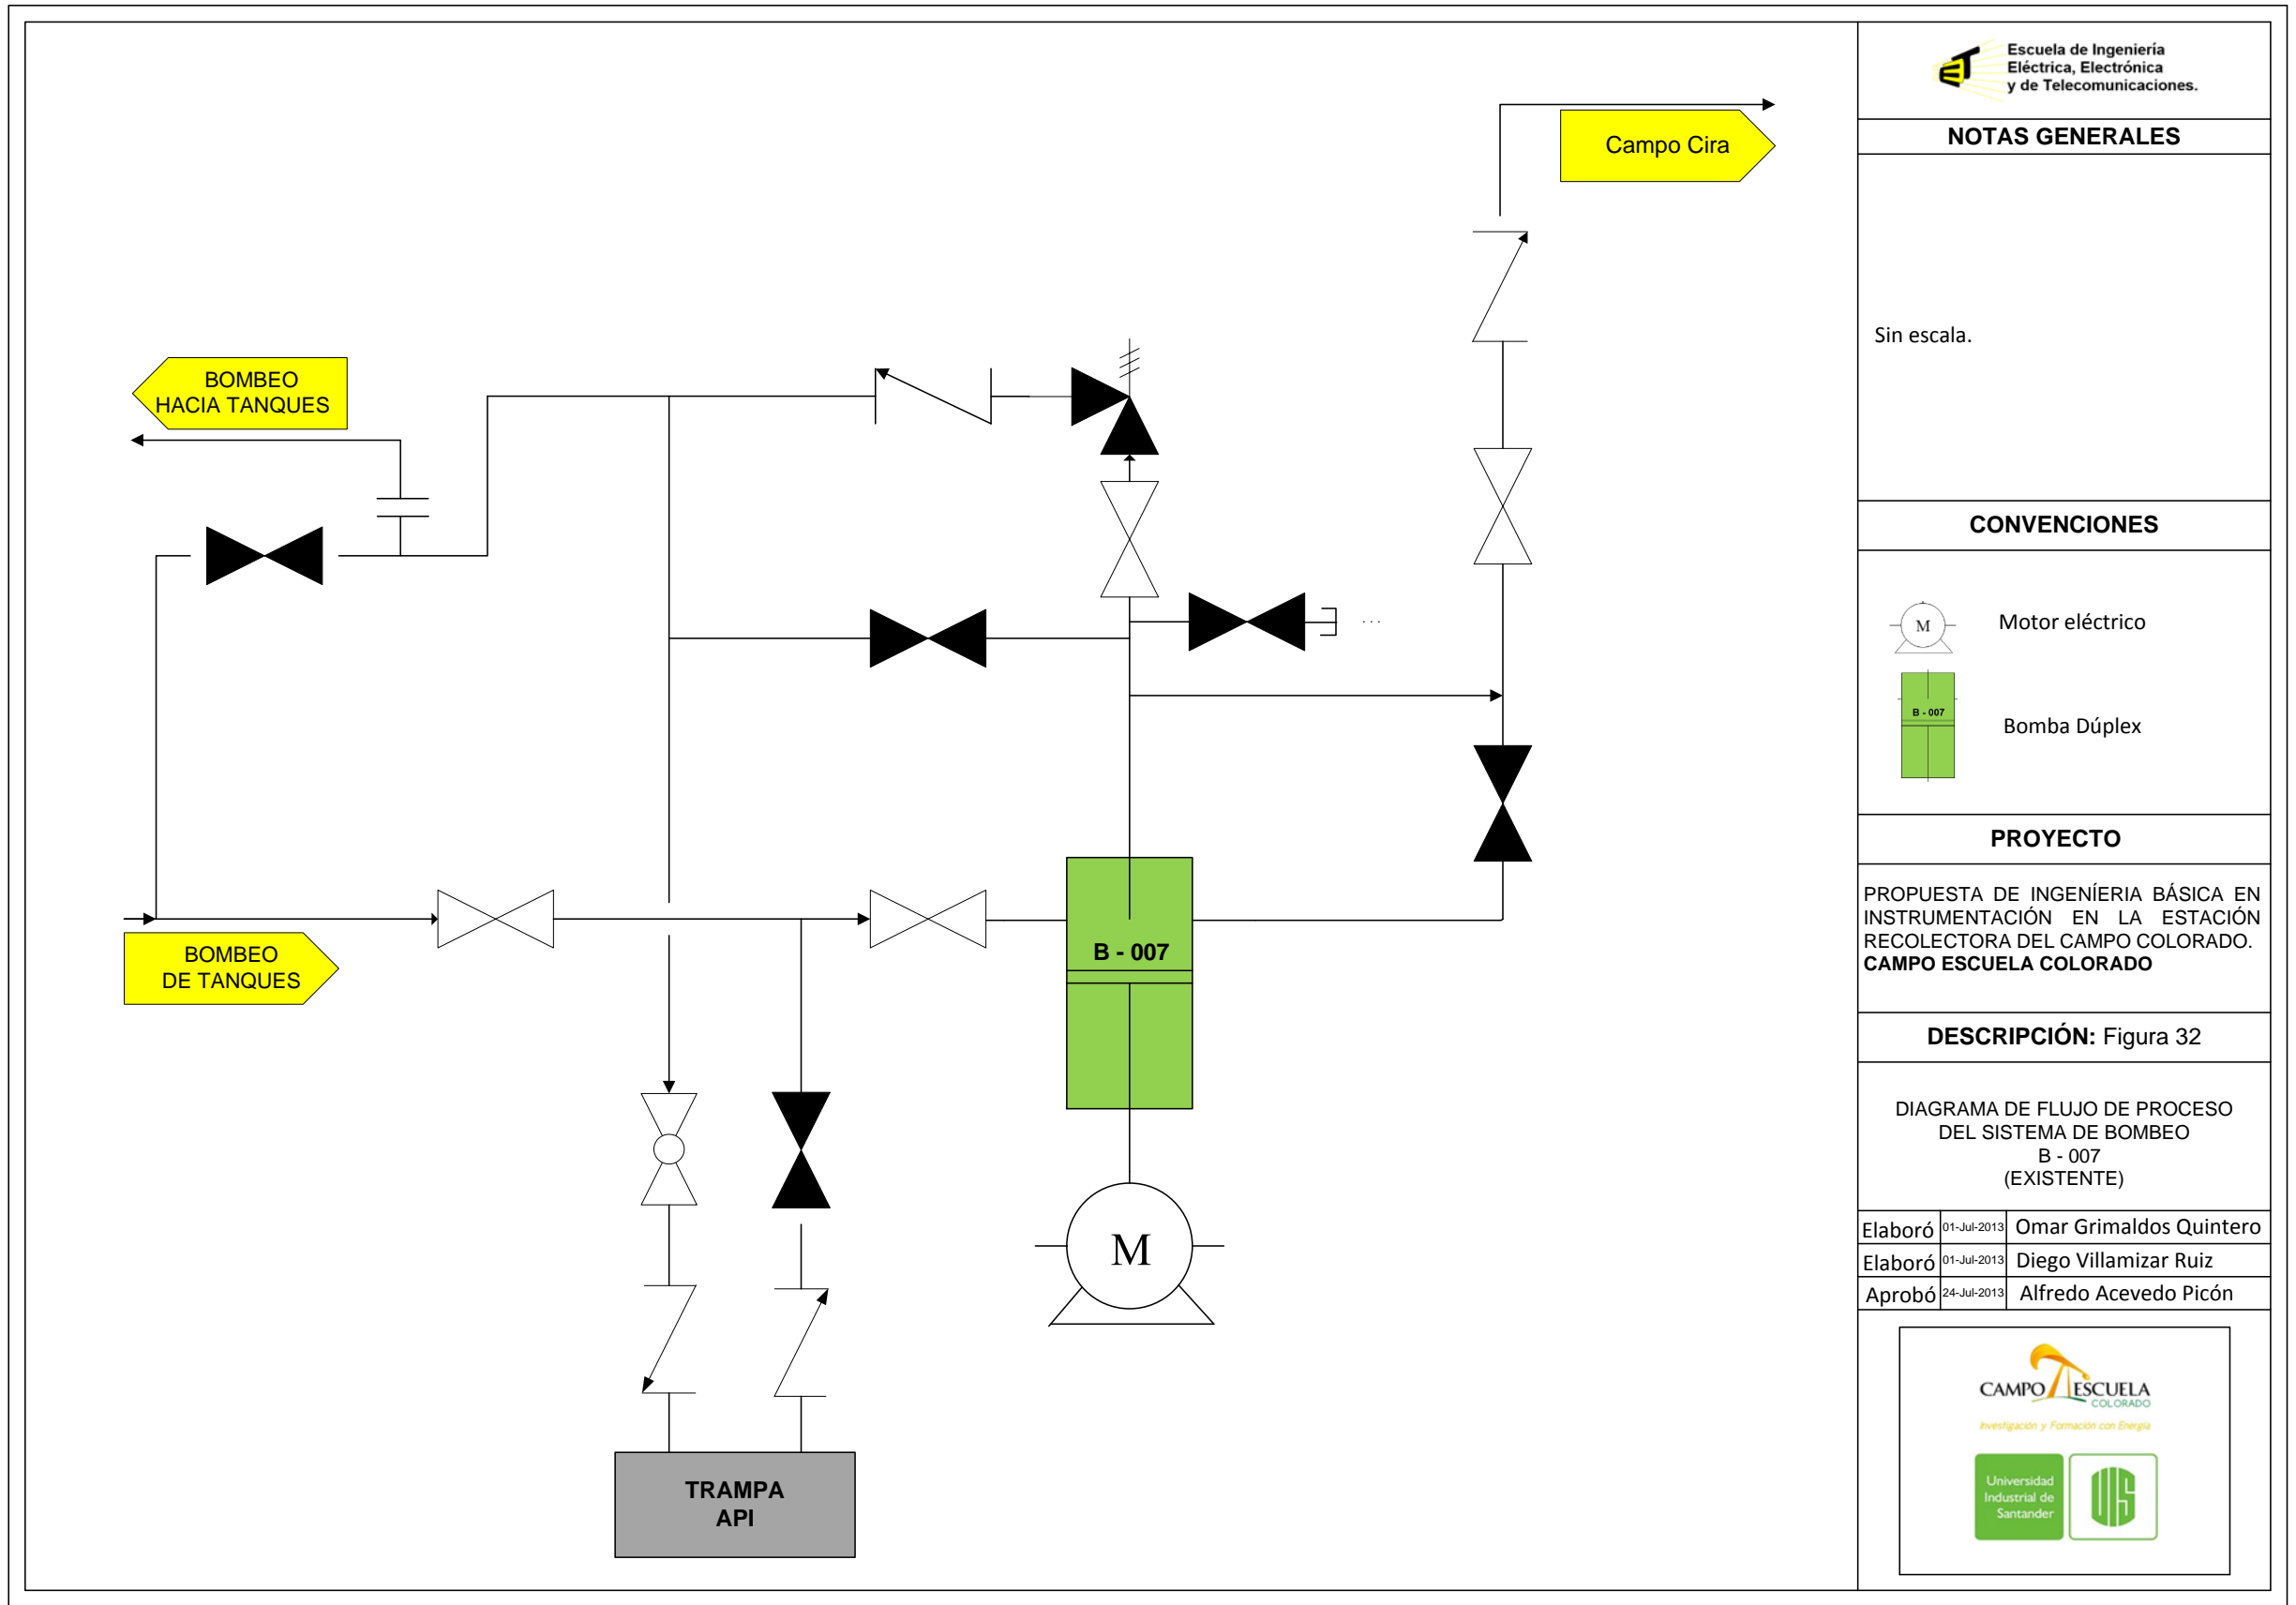 Campo Cira
BOMBEO
HACIA TANQUES
BOMBEO
DE TANQUES
B - 007
M
TRAMPA
API
Escuela de Ingeniería
Eléctrica, Electrónica
y de Telecomunicaciones.
NOTAS GENERALES
Sin escala.
CONVENCIONES
M
Motor eléctrico
B - 007
Bomba Dúplex
PROYECTO
PROPUESTA DE INGENÍERIA BÁSICA EN
INSTRUMENTACIÓN EN LA ESTACIÓN
RECOLECTORA DEL CAMPO COLORADO.
CAMPO ESCUELA COLORADO
DESCRIPCIÓN: Figura 32
DIAGRAMA DE FLUJO DE PROCESO
DEL SISTEMA DE BOMBEO
B - 007
(EXISTENTE)
Elaboró 01-Jul-2013 Omar Grimaldos Quintero
Elaboró 01-Jul-2013 Diego Villamizar Ruiz
Aprobó 24-Jul-2013 Alfredo Acevedo Picón
CAMPO ESCUELA
COLORADO
Investigación y Formación con Energía
Universidad
Industrial de
Santander
UIS